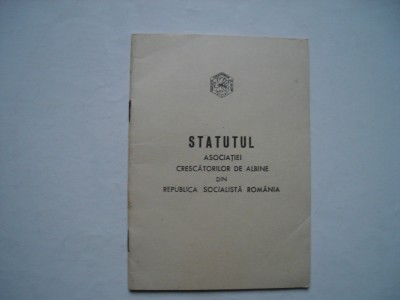 STATUTUL
ASOCIAȚIEI
CRESCĂTORILOR DE ALBINE
DIN
REPUBLICA SOCIALISTĂ ROMÂNIA